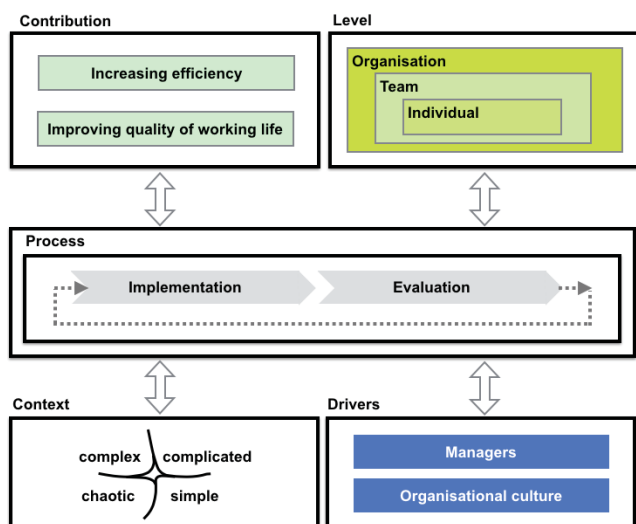 Contribution
Increasing efficiency
Improving quality of working life
Level
Organisation
Team
Individual
Process
Implementation
Evaluation
Context
complex
complicated
chaotic
simple
Drivers
Managers
Organisational culture